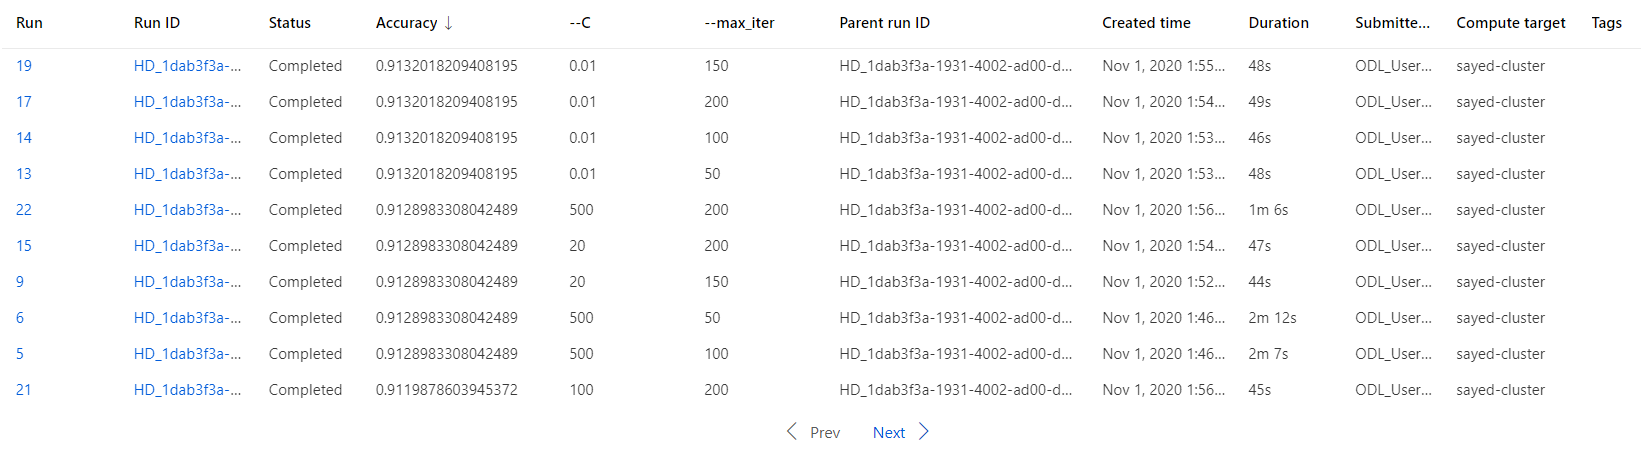 Run Run ID Status Accuracy ↓ --C --max_iter Parent run ID Created time Duration Submitte... Compute target Tags
19 HD_1dab3f3a-... Completed 0.9132018209408195 0.01 150 HD_1dab3f3a-1931-4002-ad00-d... Nov 1, 2020 1:55... 48s ODL_User... sayed-cluster
17 HD_1dab3f3a-... Completed 0.9132018209408195 0.01 200 HD_1dab3f3a-1931-4002-ad00-d... Nov 1, 2020 1:54... 49s ODL_User... sayed-cluster
14 HD_1dab3f3a-... Completed 0.9132018209408195 0.01 100 HD_1dab3f3a-1931-4002-ad00-d... Nov 1, 2020 1:53... 46s ODL_User... sayed-cluster
13 HD_1dab3f3a-... Completed 0.9132018209408195 0.01 50 HD_1dab3f3a-1931-4002-ad00-d... Nov 1, 2020 1:53... 48s ODL_User... sayed-cluster
22 HD_1dab3f3a-... Completed 0.9128983308042489 500 200 HD_1dab3f3a-1931-4002-ad00-d... Nov 1, 2020 1:56... 1m 6s ODL_User... sayed-cluster
15 HD_1dab3f3a-... Completed 0.9128983308042489 20 200 HD_1dab3f3a-1931-4002-ad00-d... Nov 1, 2020 1:54... 47s ODL_User... sayed-cluster
9 HD_1dab3f3a-... Completed 0.9128983308042489 20 150 HD_1dab3f3a-1931-4002-ad00-d... Nov 1, 2020 1:52... 44s ODL_User... sayed-cluster
6 HD_1dab3f3a-... Completed 0.9128983308042489 500 50 HD_1dab3f3a-1931-4002-ad00-d... Nov 1, 2020 1:46... 2m 12s ODL_User... sayed-cluster
5 HD_1dab3f3a-... Completed 0.9128983308042489 500 100 HD_1dab3f3a-1931-4002-ad00-d... Nov 1, 2020 1:46... 2m 7s ODL_User... sayed-cluster
21 HD_1dab3f3a-... Completed 0.9119878603945372 100 200 HD_1dab3f3a-1931-4002-ad00-d... Nov 1, 2020 1:56... 45s ODL_User... sayed-cluster
Prev Next